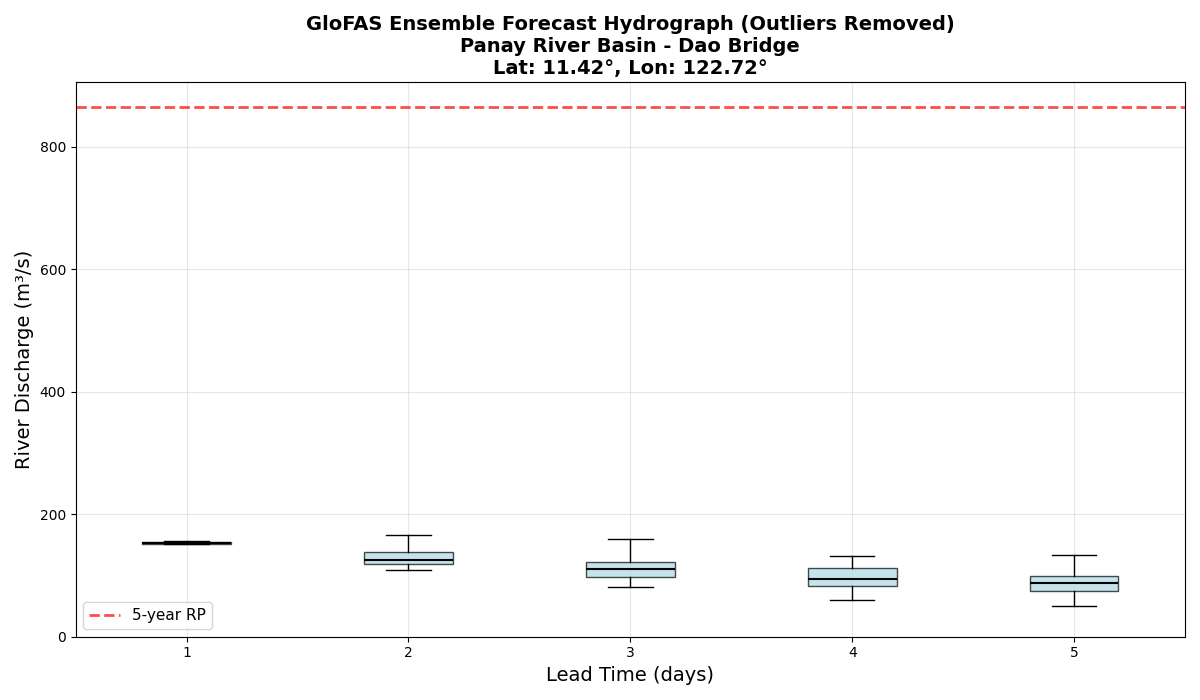 GloFAS Ensemble Forecast Hydrograph (Outliers Removed)
Panay River Basin - Dao Bridge
Lat: 11.42°, Lon: 122.72°
River Discharge (m³/s)
800
600
400
200
0
5-year RP
1 2 3 4 5
Lead Time (days)